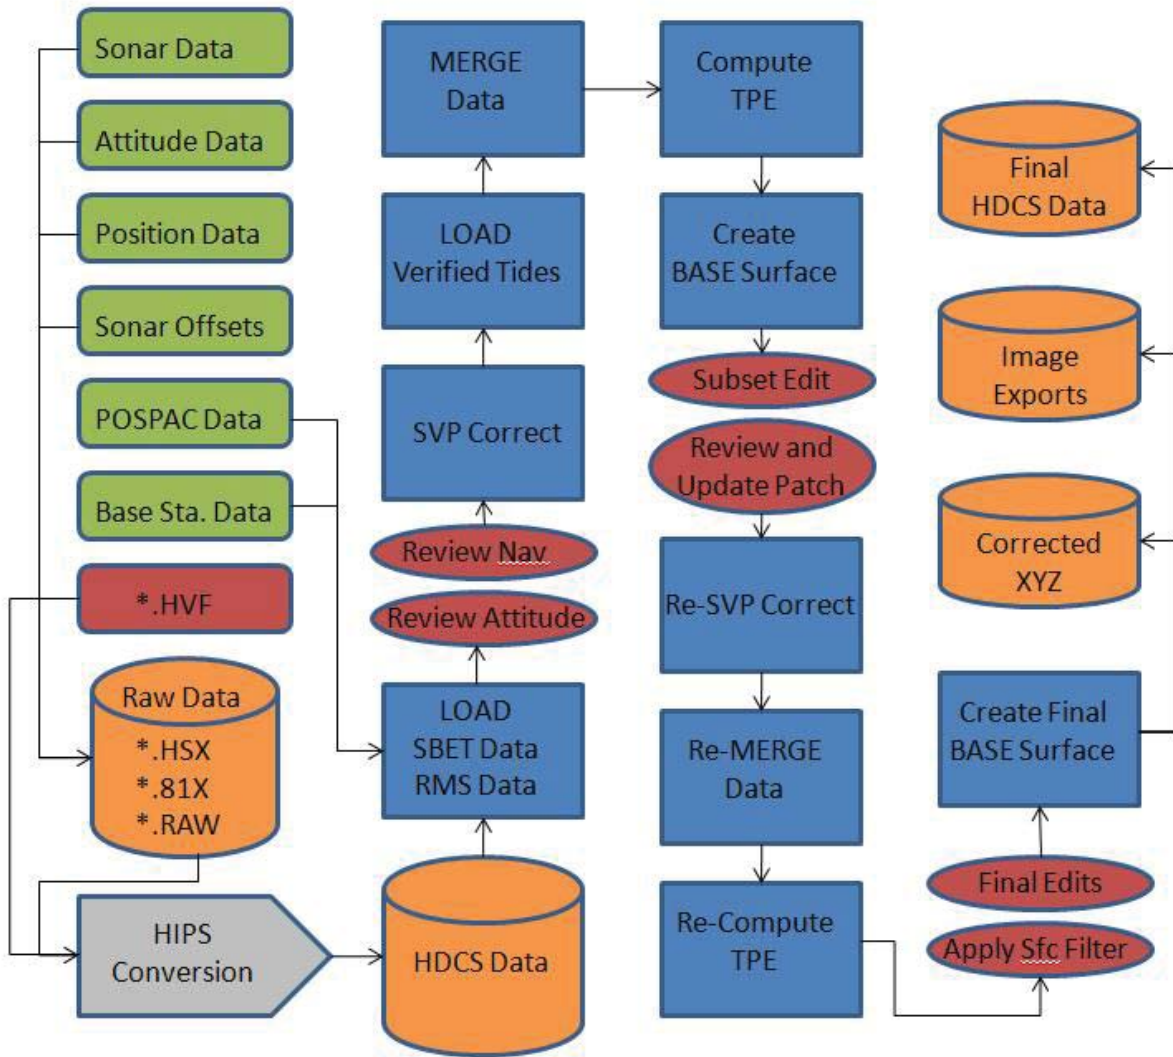 Sonar Data
Attitude Data
Position Data
Sonar Offsets
POSPAC Data
Base Sta. Data
*.HVF
Raw Data
*.HSX
*.81X
*.RAW
HIPS
Conversion
MERGE
Data
LOAD
Verified Tides
SVP Correct
Review Nav
Review Attitude
LOAD
SBET Data
RMS Data
HDCS Data
Compute
TPE
Create
BASE Surface
Subset Edit
Review and
Update Patch
Re-SVP Correct
Re-MERGE
Data
Re-Compute
TPE
Final
HDCS Data
Image
Exports
Corrected
XYZ
Create Final
BASE Surface
Final Edits
Apply Sfc Filter